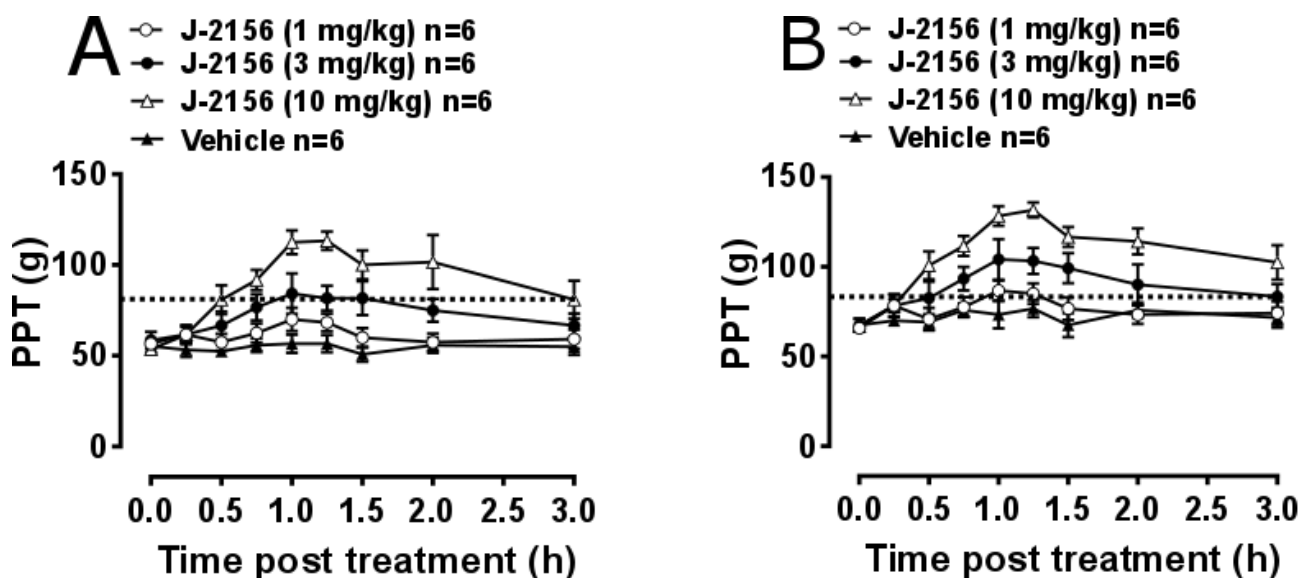 A
J-2156 (1 mg/kg) n=6
J-2156 (3 mg/kg) n=6
J-2156 (10 mg/kg) n=6
Vehicle n=6
150
100
50
0
PPT (g)
0.0 0.5 1.0 1.5 2.0 2.5 3.0
Time post treatment (h)
B
J-2156 (1 mg/kg) n=6
J-2156 (3 mg/kg) n=6
J-2156 (10 mg/kg) n=6
Vehicle n=6
150
100
50
0
PPT (g)
0.0 0.5 1.0 1.5 2.0 2.5 3.0
Time post treatment (h)